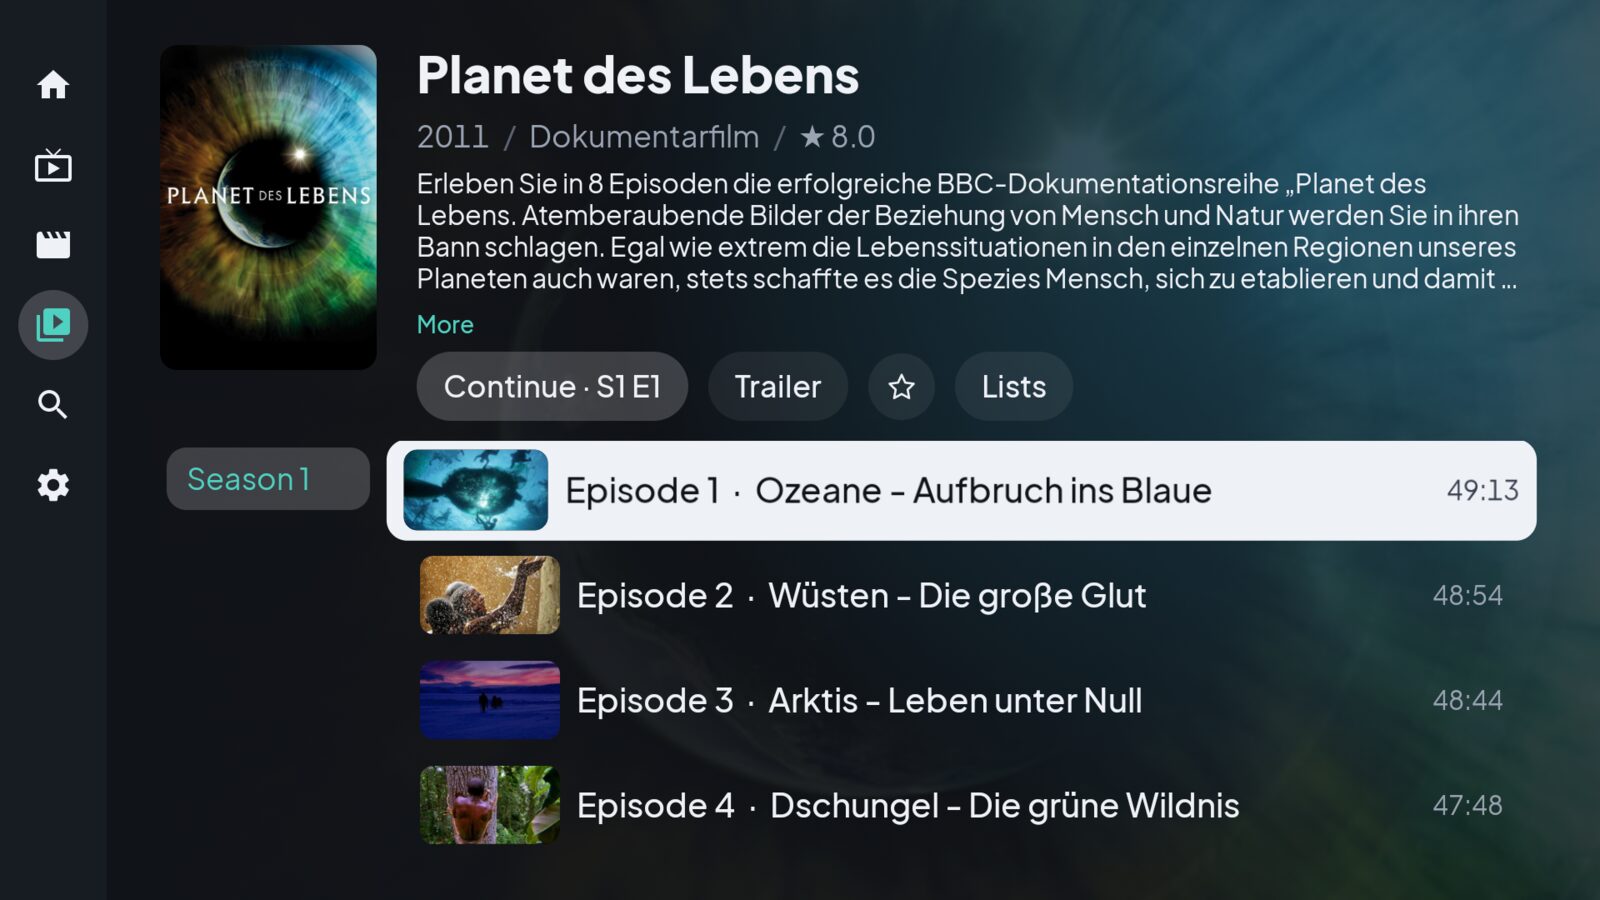 PLANET DES LEBENS
Planet des Lebens
2011 / Dokumentarfilm / ★ 8.0
Erleben Sie in 8 Episoden die erfolgreiche BBC-Dokumentationsreihe „Planet des
Lebens. Atemberaubende Bilder der Beziehung von Mensch und Natur werden Sie in ihren
Bann schlagen. Egal wie extrem die Lebenssituationen in den einzelnen Regionen unseres
Planeten auch waren, stets schaffte es die Spezies Mensch, sich zu etablieren und damit ...
More
Continue · S1 E1
Trailer
Lists
Season 1
Episode 1 · Ozeane - Aufbruch ins Blaue 49:13
Episode 2 · Wüsten - Die große Glut 48:54
Episode 3 · Arktis - Leben unter Null 48:44
Episode 4 · Dschungel - Die grüne Wildnis 47:48